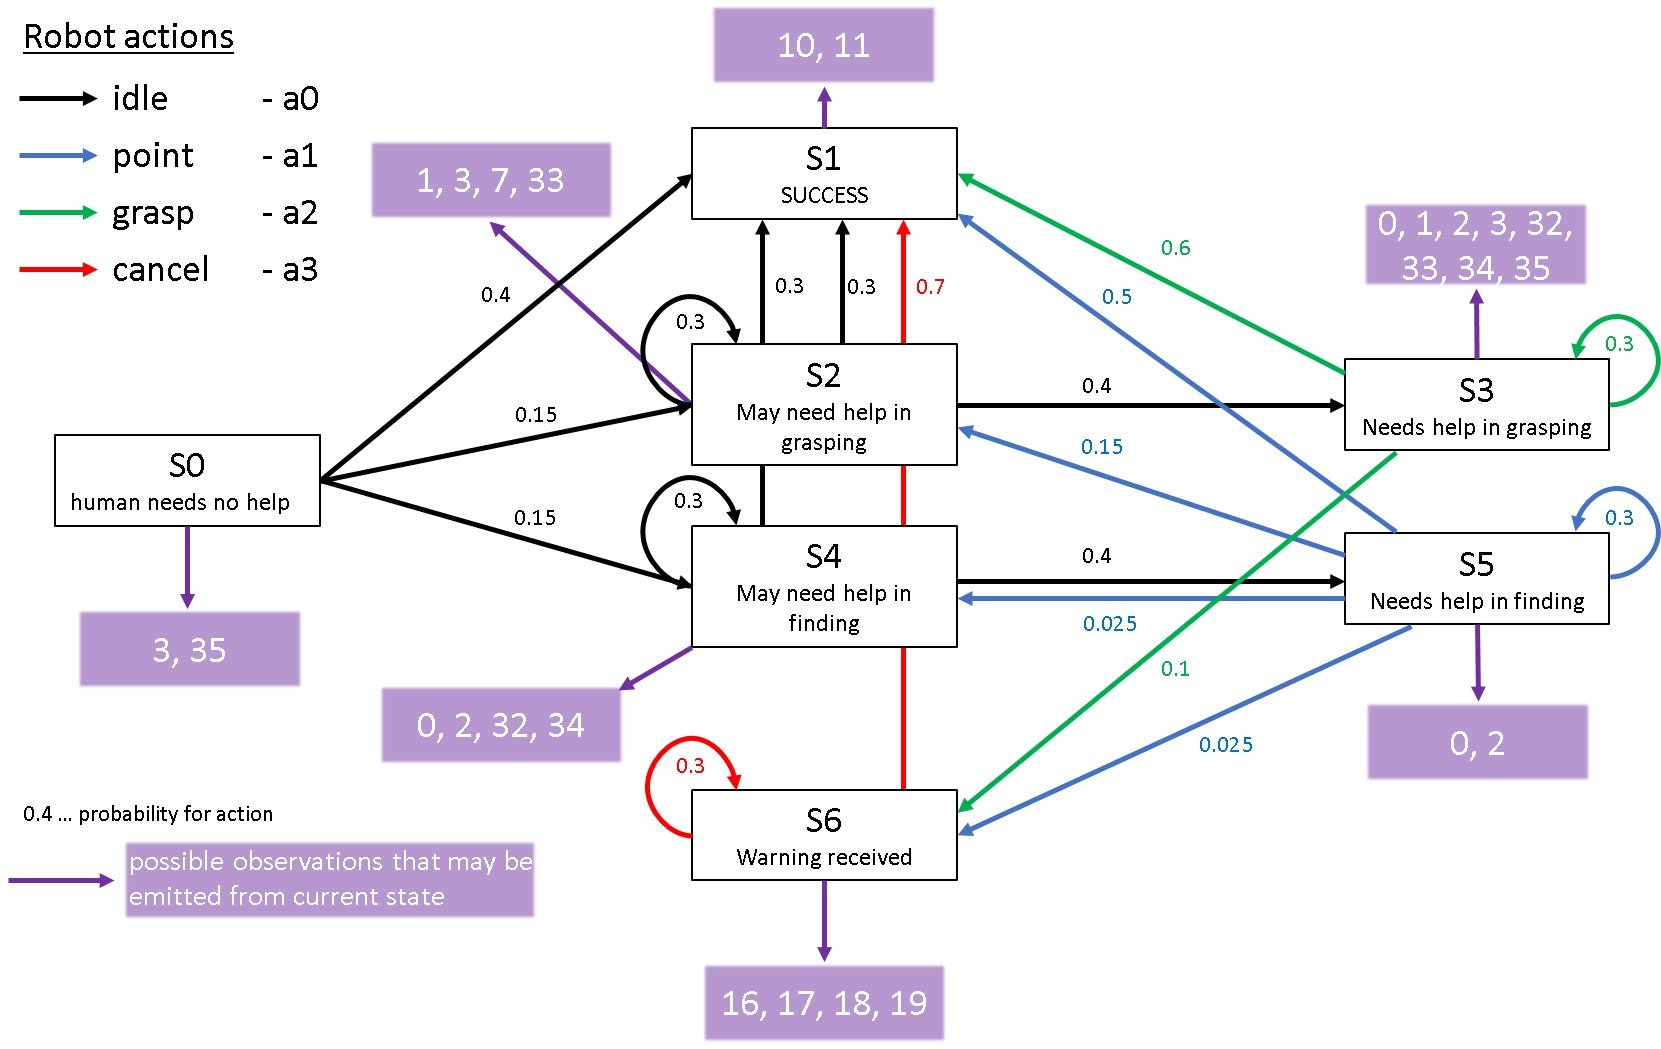 Robot actions
idle - a0
point - a1
grasp - a2
cancel - a3
10, 11
S1
SUCCESS
1, 3, 7, 33
0, 1, 2, 3, 32,
33, 34, 35
0.6
0.5
0.4
0.3
0.3
0.7
0.3
0.3
S2
May need help in
grasping
0.4
S3
Needs help in grasping
0.15
0.15
S0
human needs no help
0.3
0.15
0.3
S4
May need help in
finding
0.4
0.025
S5
Needs help in finding
3, 35
0.1
0, 2, 32, 34
0.025
0, 2
0.3
S6
Warning received
0.4 ... probability for action
possible observations that may be
emitted from current state
16, 17, 18, 19